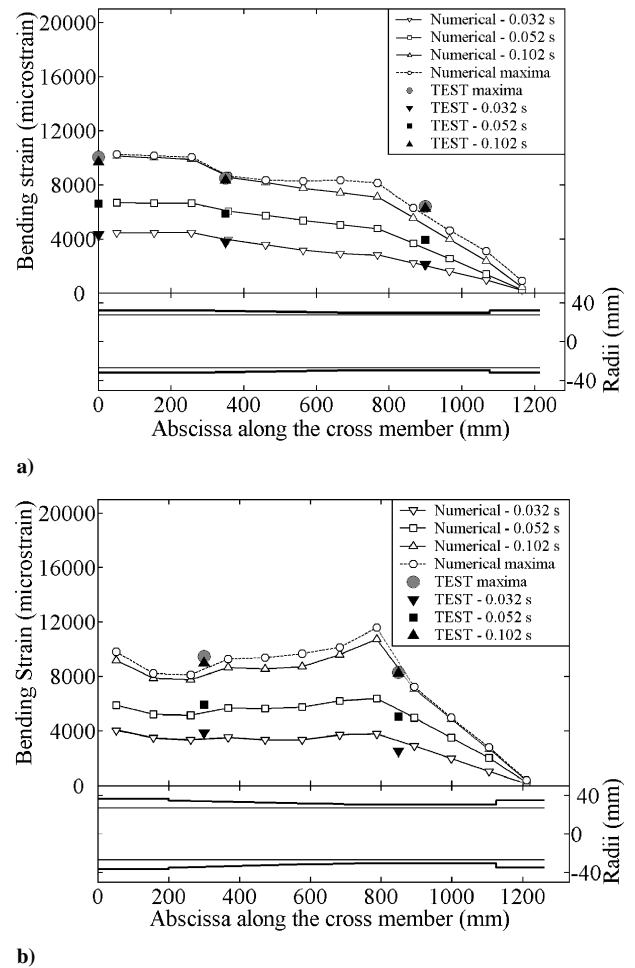 20000
16000
12000
8000
4000
0
Bending strain (microstrain)
Numerical - 0.032 s
Numerical - 0.052 s
Numerical - 0.102 s
Numerical maxima
TEST maxima
TEST - 0.032 s
TEST - 0.052 s
TEST - 0.102 s
40
0
-40
Radii (mm)
0 200 400 600 800 1000 1200
Abscissa along the cross member (mm)
a)
20000
16000
12000
8000
4000
0
Bending Strain (microstrain)
Numerical - 0.032 s
Numerical - 0.052 s
Numerical - 0.102 s
Numerical maxima
TEST maxima
TEST - 0.032 s
TEST - 0.052 s
TEST - 0.102 s
40
0
-40
Radii (mm)
0 200 400 600 800 1000 1200
Abscissa along the cross member (mm)
b)